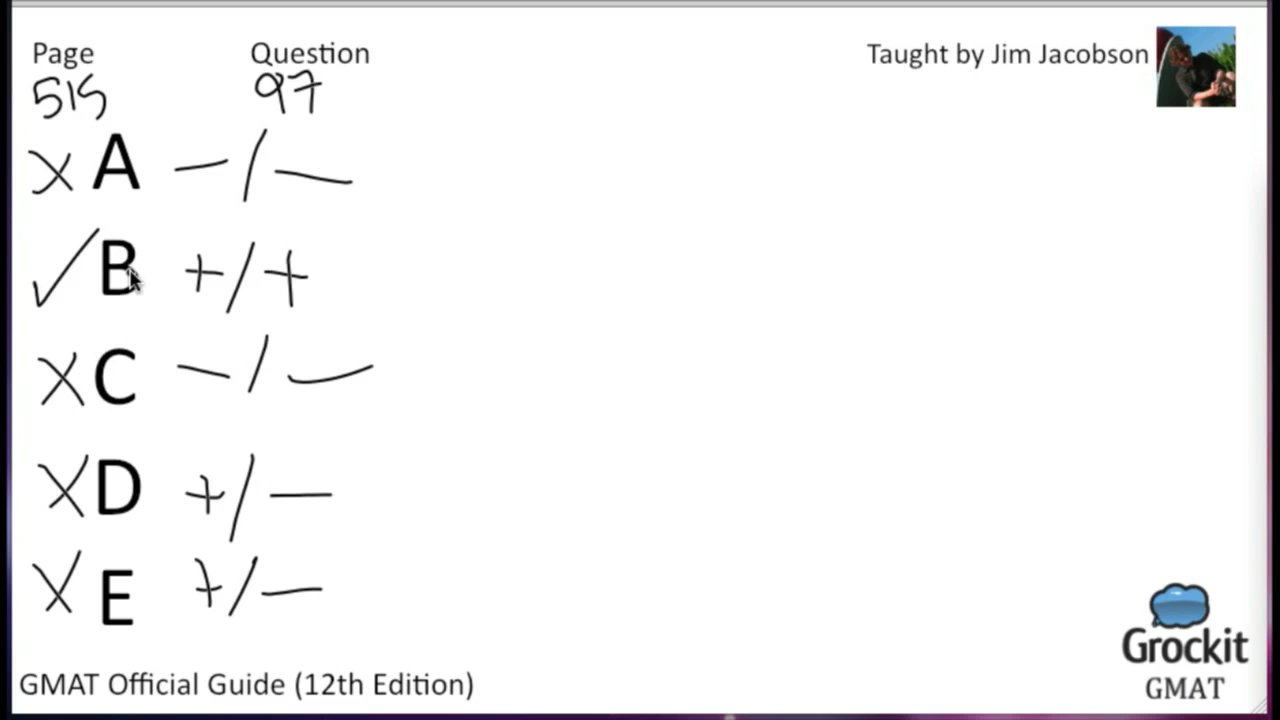 Page Question Taught by Jim Jacobson
515 97
X A - / -
✓ B + / +
X C - / -
X D + / -
X E + / -
Grockit
GMAT
GMAT Official Guide (12th Edition)